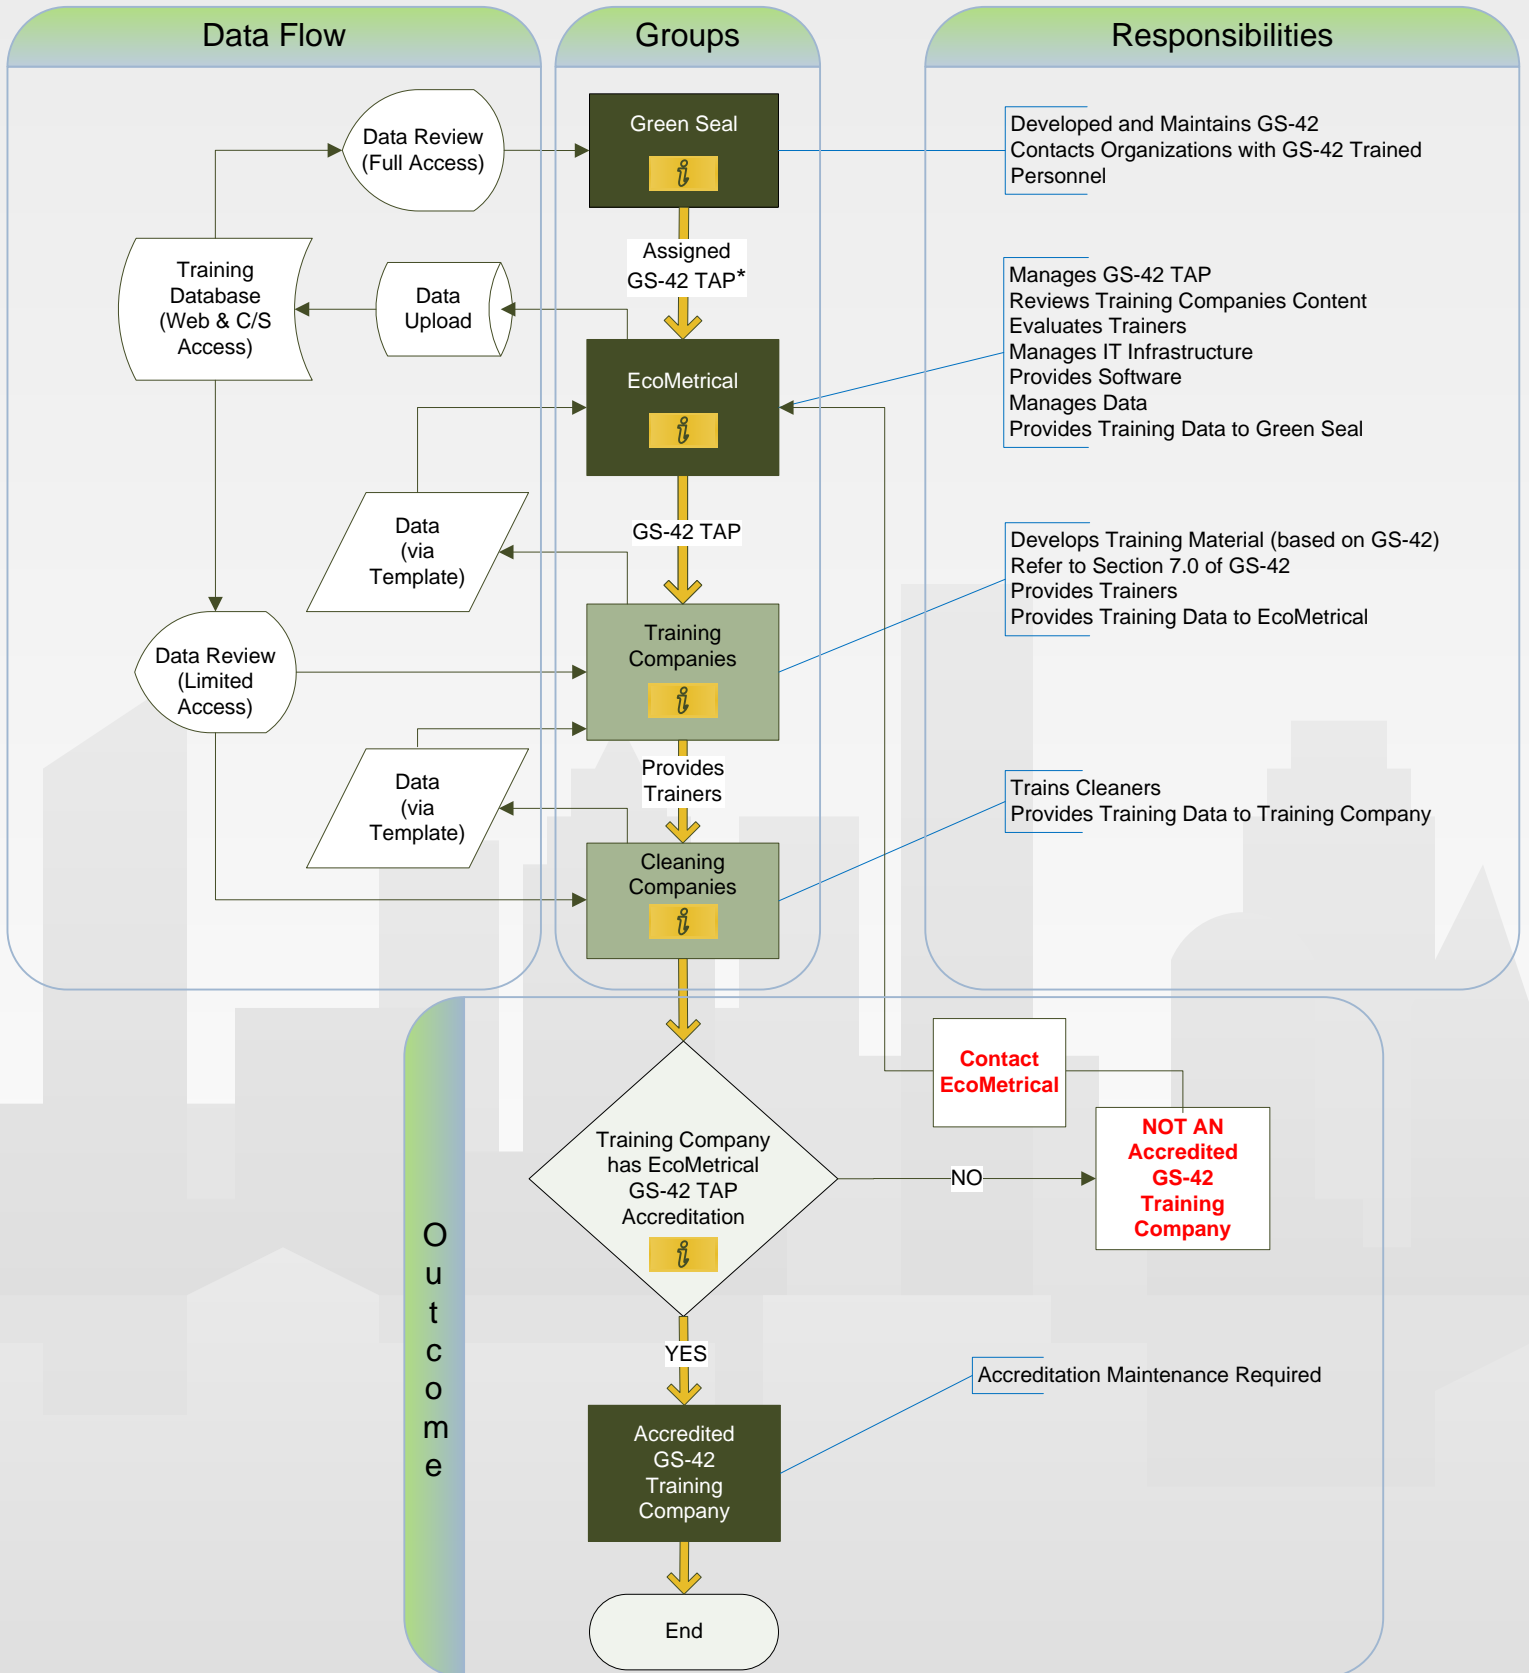 Data Flow
Groups
Responsibilities
Data Review
(Full Access)
Green Seal
i
Developed and Maintains GS-42
Contacts Organizations with GS-42 Trained
Personnel
Assigned
GS-42 TAP*
Training
Database
(Web & C/S
Access)
Data
Upload
EcoMetrical
i
Manages GS-42 TAP
Reviews Training Companies Content
Evaluates Trainers
Manages IT Infrastructure
Provides Software
Manages Data
Provides Training Data to Green Seal
Data
(via
Template)
GS-42 TAP
Develops Training Material (based on GS-42)
Refer to Section 7.0 of GS-42
Provides Trainers
Provides Training Data to EcoMetrical
Data Review
(Limited
Access)
Training
Companies
i
Data
(via
Template)
Provides
Trainers
Trains Cleaners
Provides Training Data to Training Company
Cleaning
Companies
i
Outcome
Training Company
has EcoMetrical
GS-42 TAP
Accreditation
i
NO
Contact
EcoMetrical
NOT AN
Accredited
GS-42
Training
Company
YES
Accreditation Maintenance Required
Accredited
GS-42
Training
Company
End